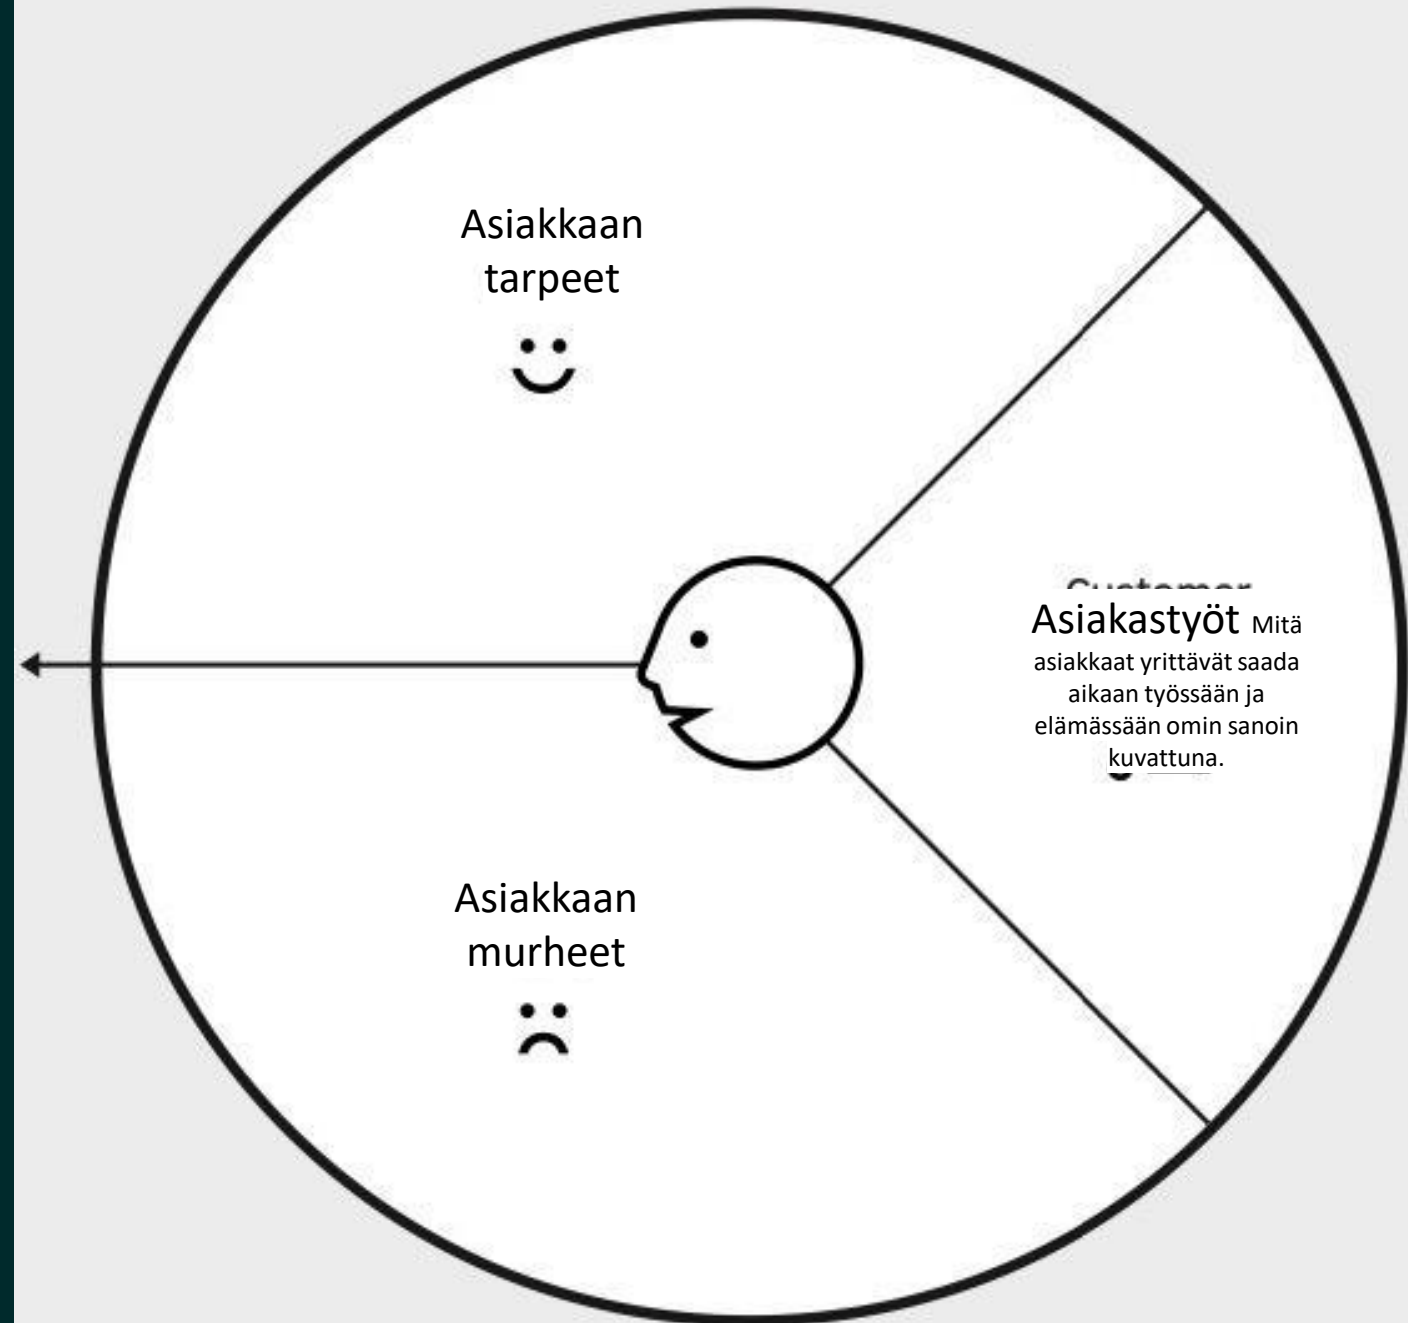 Asiakkaan
tarpeet
Asiakastyöt Mitä
asiakkaat yrittävät saada
aikaan työssään ja
elämässään omin sanoin
kuvattuna.
Asiakkaan
murheet